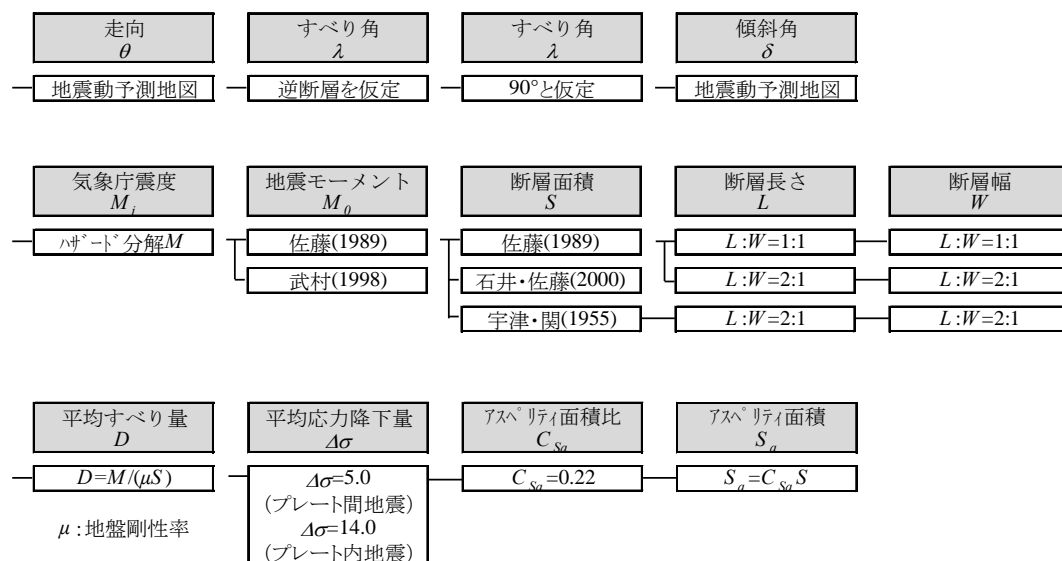 走向
θ
すべり角
λ
すべり角
λ
傾斜角
δ
地震動予測地図
逆断層を仮定
90°と仮定
地震動予測地図
気象庁震度
M_j
地震モーメント
M_0
断層面積
S
断層長さ
L
断層幅
W
ハザード分解M
佐藤(1989)
佐藤(1989)
L:W=1:1
L:W=1:1
武村(1998)
石井・佐藤(2000)
L:W=2:1
L:W=2:1
宇津・関(1955)
L:W=2:1
L:W=2:1
平均すべり量
D
平均応力降下量
Δσ
アスペリティ面積比
C_Sa
アスペリティ面積
S_a
D=M/(μS)
Δσ=5.0
(プレート間地震)
Δσ=14.0
(プレート内地震)
C_Sa=0.22
S_a=C_Sa S
μ:地盤剛性率